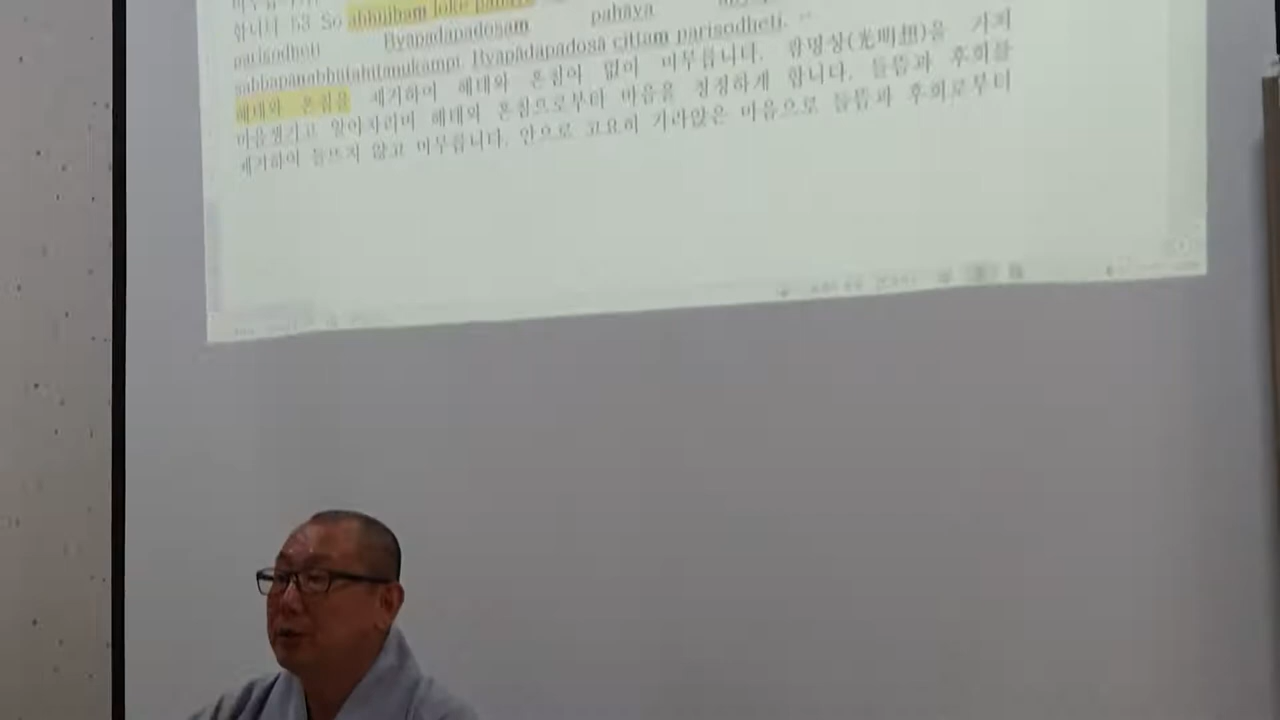 합니다 53 So abhijjhaṃ loke pahāya
parisodheti Byāpādapadosaṃ pahāya
sabbapāṇabhūtahitānukampī. Byāpādapadosā cittaṃ parisodheti.
해태와 혼침을 제거하여 해태와 혼침이 없이 머무릅니다. 광명상(光明想)을 가져
마음챙기고 알아차리며 해태와 혼침으로부터 마음을 청정하게 합니다. 들뜸과 후회를
제거하여 들뜨지 않고 머무릅니다. 안으로 고요히 가라앉은 마음으로 들뜸과 후회로부터